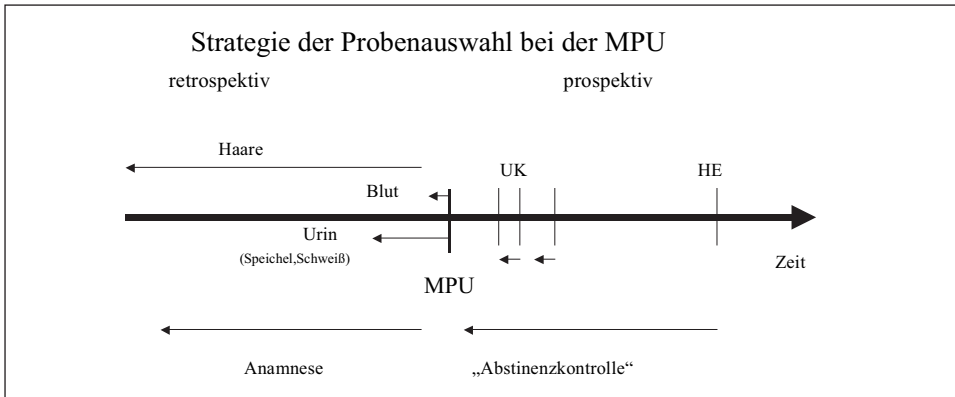 Strategie der Probenauswahl bei der MPU
retrospektiv prospektiv
Haare
UK HE
Blut
Urin
(Speichel,Schweiß)
Zeit
MPU
Anamnese „Abstinenzkontrolle“